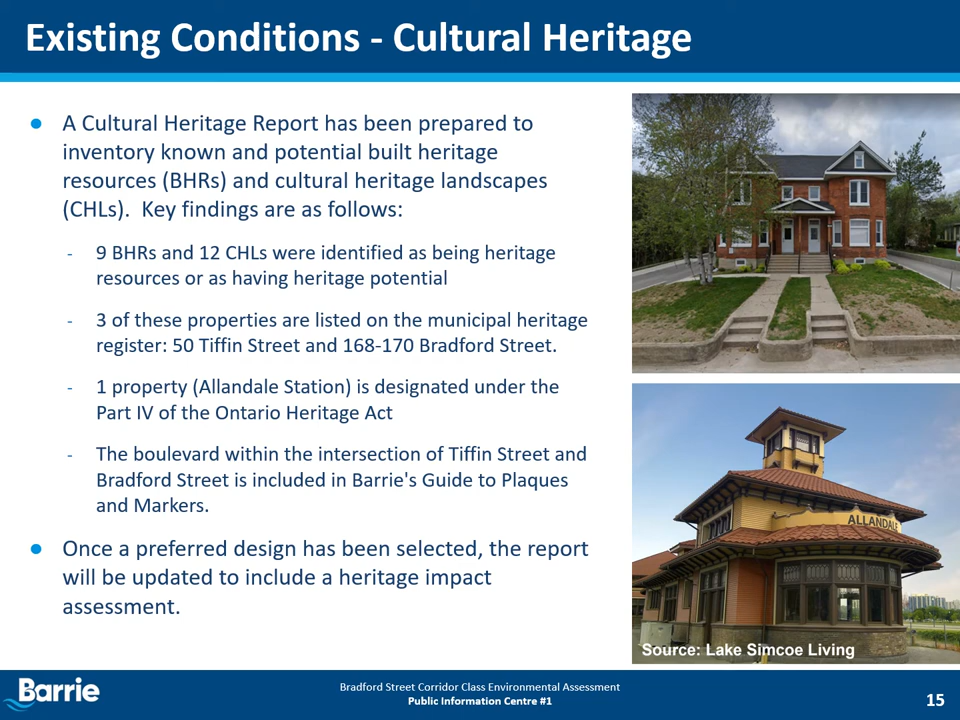 Existing Conditions - Cultural Heritage
● A Cultural Heritage Report has been prepared to
inventory known and potential built heritage
resources (BHRs) and cultural heritage landscapes
(CHLs). Key findings are as follows:
- 9 BHRs and 12 CHLs were identified as being heritage
resources or as having heritage potential
- 3 of these properties are listed on the municipal heritage
register: 50 Tiffin Street and 168-170 Bradford Street.
- 1 property (Allandale Station) is designated under the
Part IV of the Ontario Heritage Act
- The boulevard within the intersection of Tiffin Street and
Bradford Street is included in Barrie's Guide to Plaques
and Markers.
● Once a preferred design has been selected, the report
will be updated to include a heritage impact
assessment.
ALLANDALE
Source: Lake Simcoe Living
Barrie
Bradford Street Corridor Class Environmental Assessment
Public Information Centre #1
15